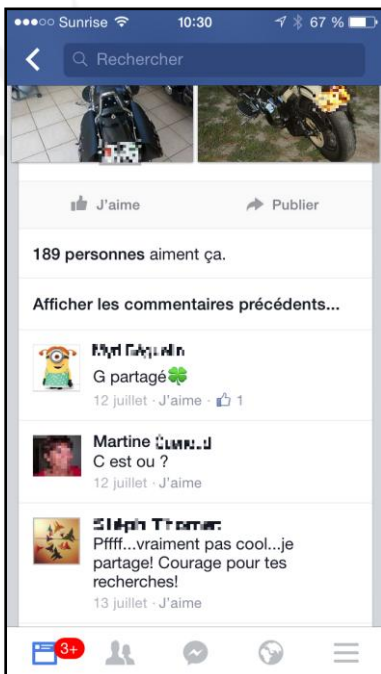 Sunrise 10:30 67 %
Rechercher
J'aime Publier
189 personnes aiment ça.
Afficher les commentaires précédents...
G partagé🍀
12 juillet · J'aime · 1
Martine
C est ou ?
12 juillet · J'aime
Pffff...vraiment pas cool...je
partage! Courage pour tes
recherches!
13 juillet · J'aime
3+